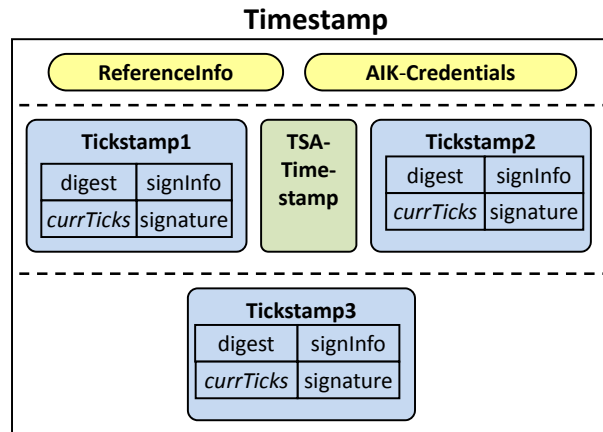 Timestamp
ReferenceInfo AIK-Credentials
Tickstamp1
digest signInfo
currTicks signature
TSA-
Time-
stamp
Tickstamp2
digest signInfo
currTicks signature
Tickstamp3
digest signInfo
currTicks signature